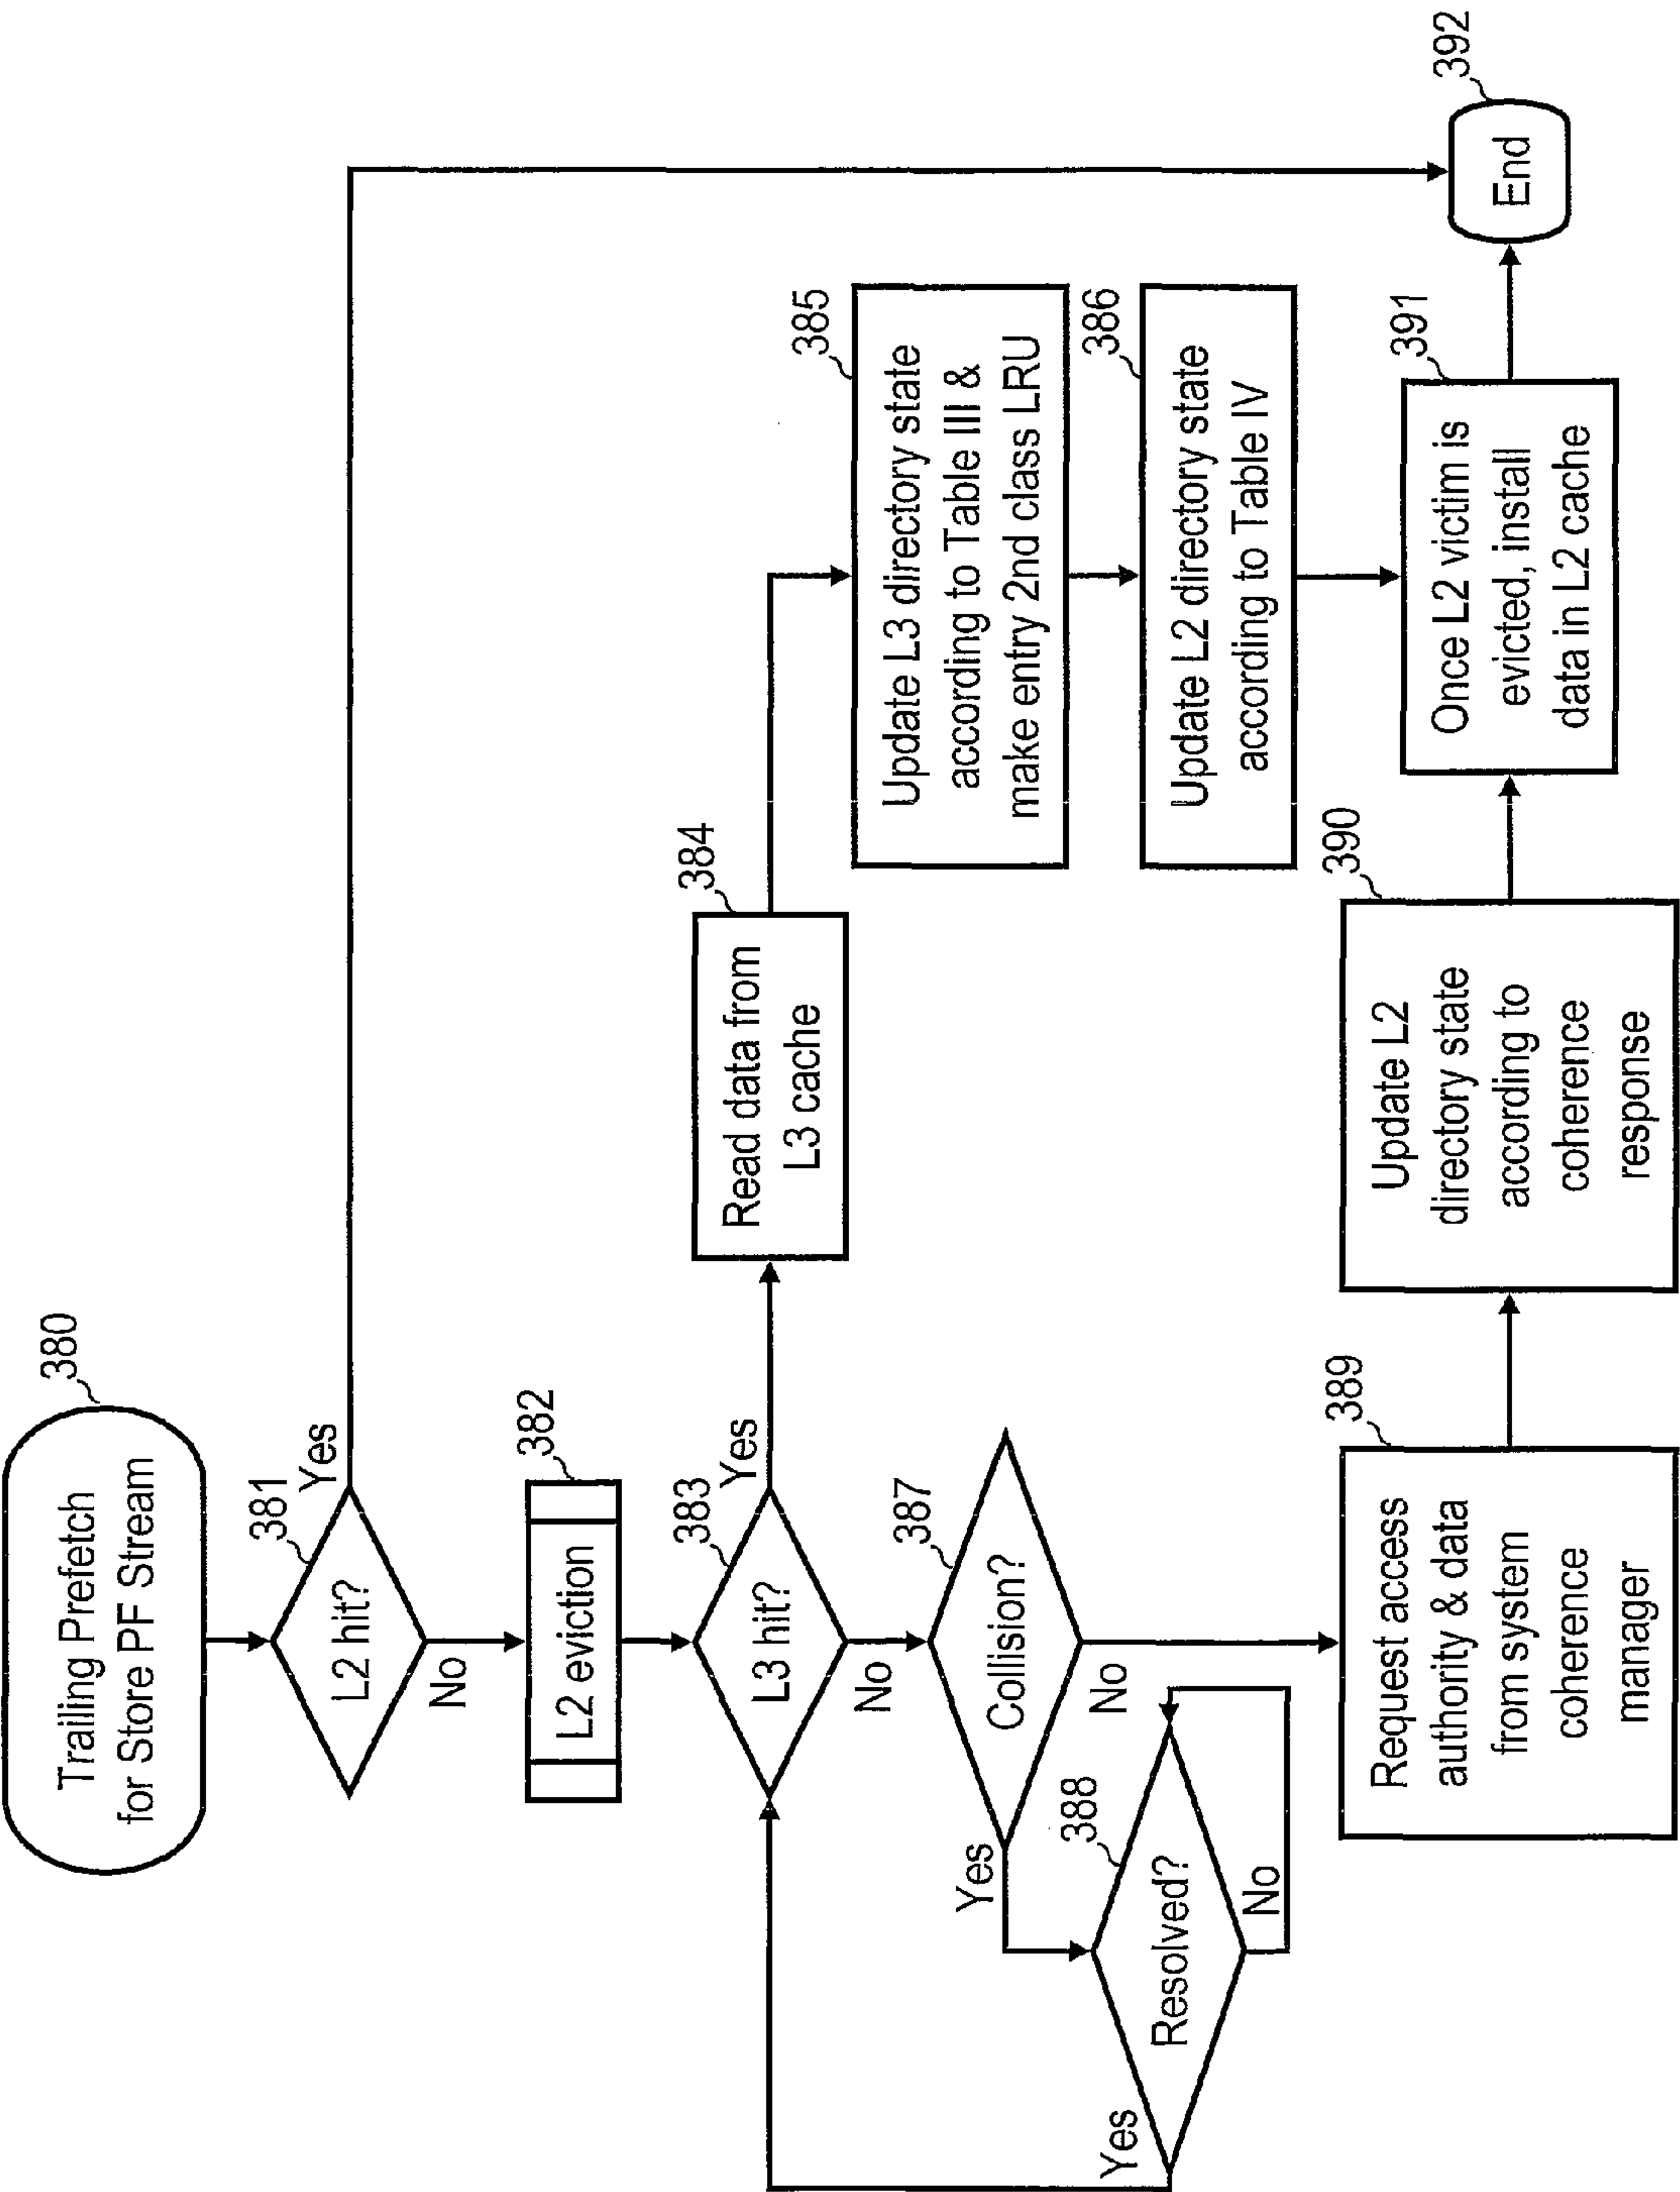 380
Trailing Prefetch
for Store PF Stream
381
L2 hit?
Yes
No
382
L2 eviction
383
L3 hit?
Yes
No
384
Read data from
L3 cache
385
Update L3 directory state
according to Table III &
make entry 2nd class LRU
386
Update L2 directory state
according to Table IV
387
Collision?
Yes
No
388
Resolved?
Yes
No
389
Request access
authority & data
from system
coherence
manager
390
Update L2
directory state
according to
coherence
response
391
Once L2 victim is
evicted, install
data in L2 cache
392
End